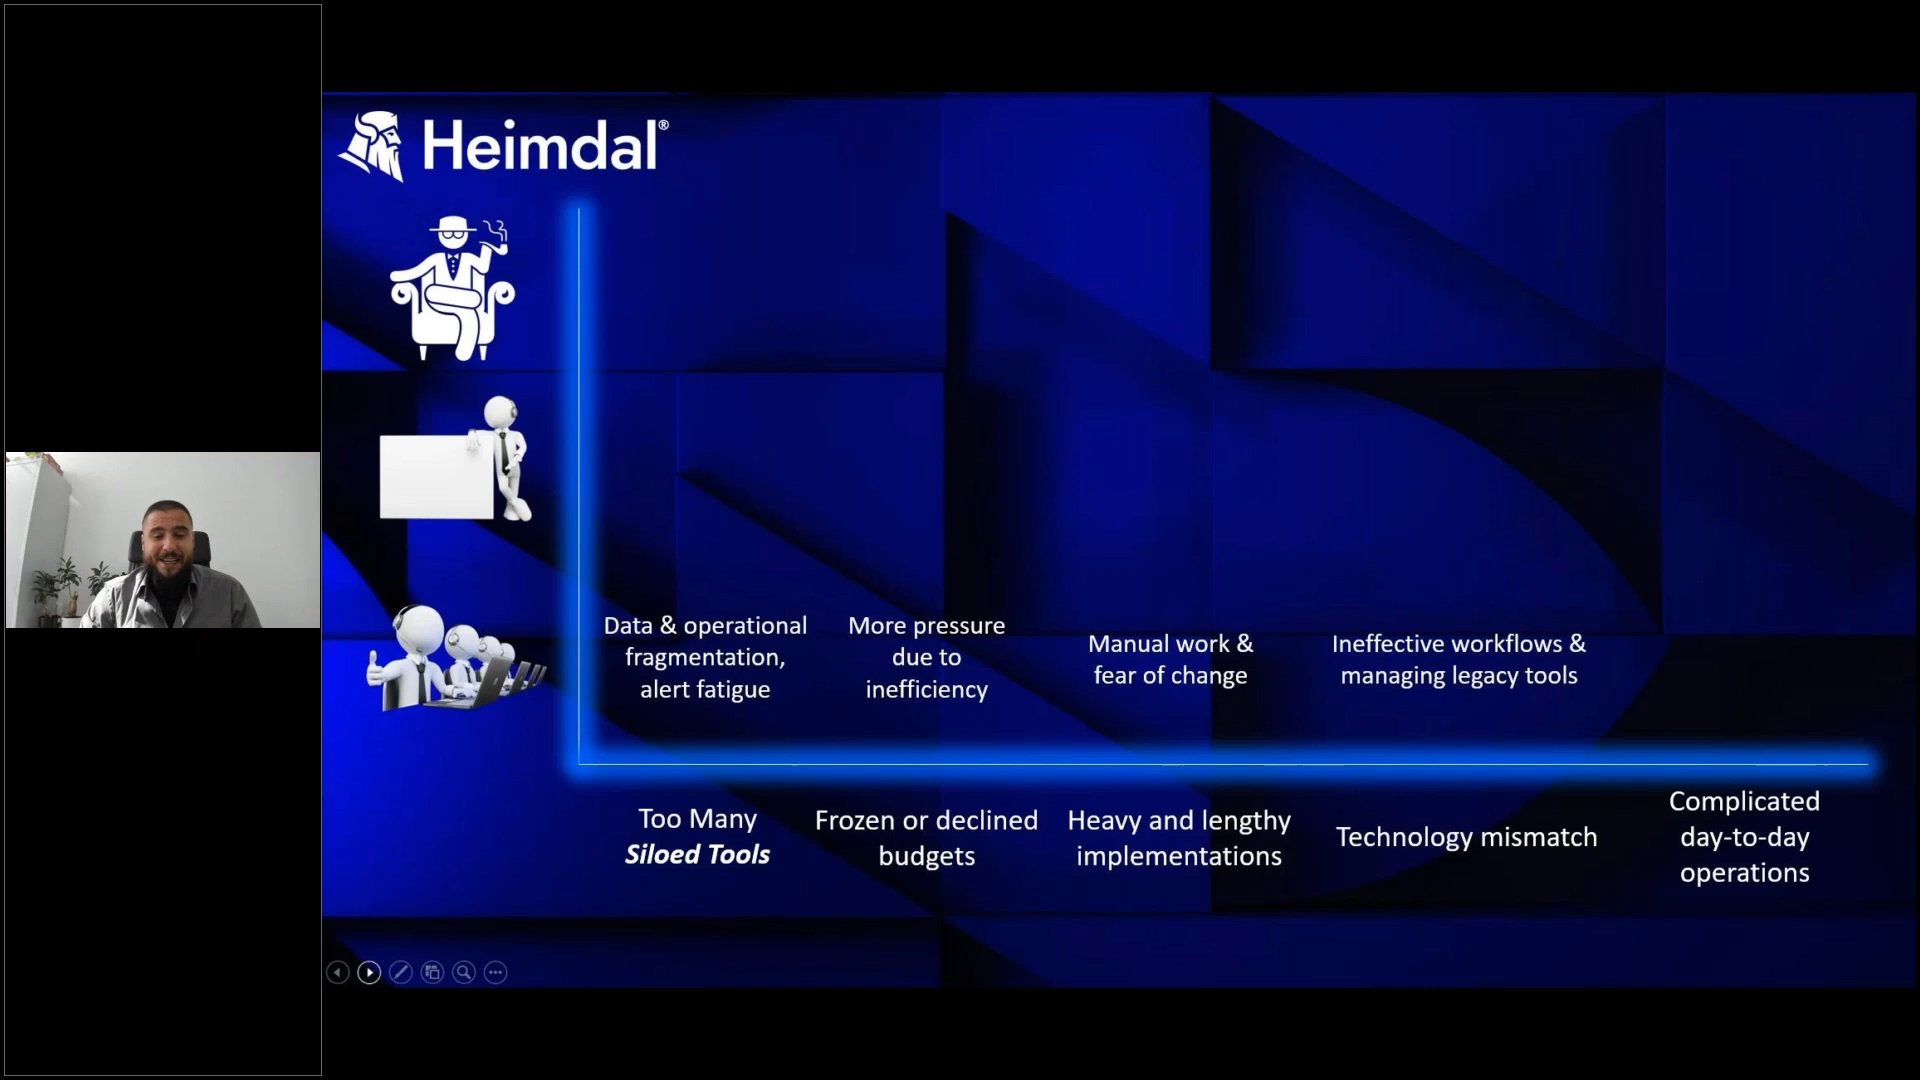 Heimdal®
Data & operational
fragmentation,
alert fatigue
More pressure
due to
inefficiency
Manual work &
fear of change
Ineffective workflows &
managing legacy tools
Too Many
Siloed Tools
Frozen or declined
budgets
Heavy and lengthy
implementations
Technology mismatch
Complicated
day-to-day
operations